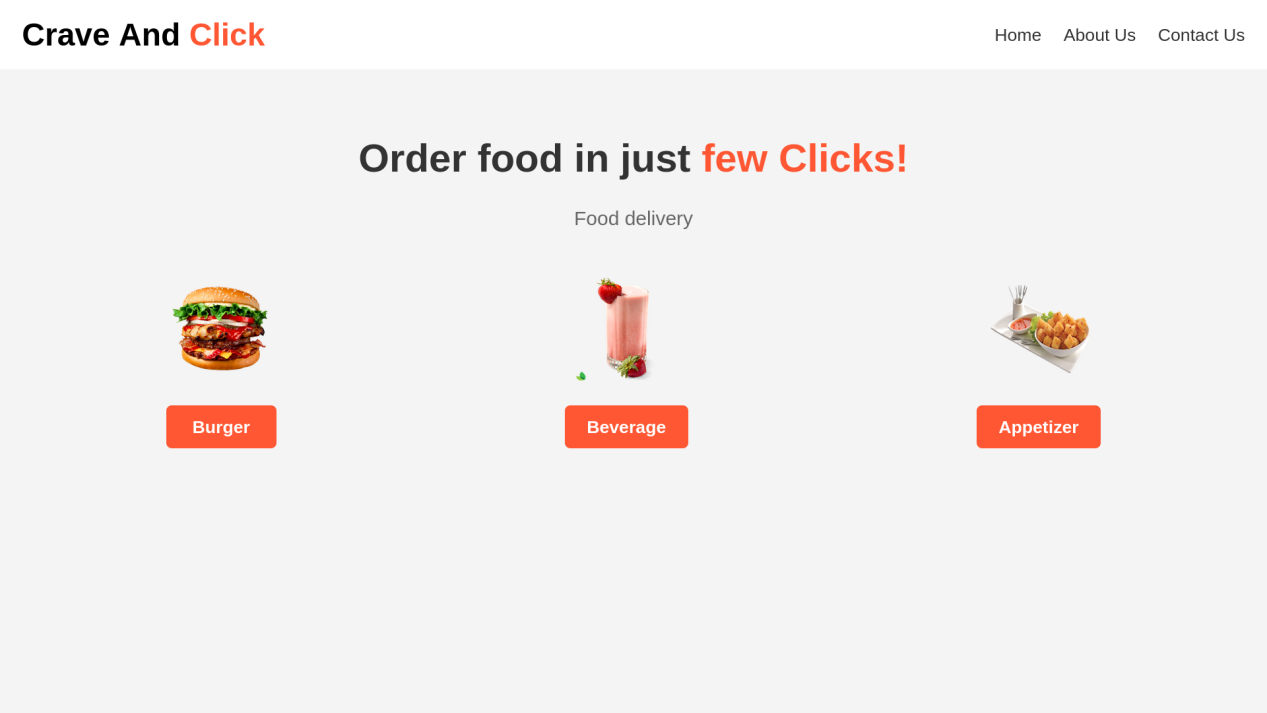 Crave And Click
Home About Us Contact Us
Order food in just few Clicks!
Food delivery
Burger
Beverage
Appetizer